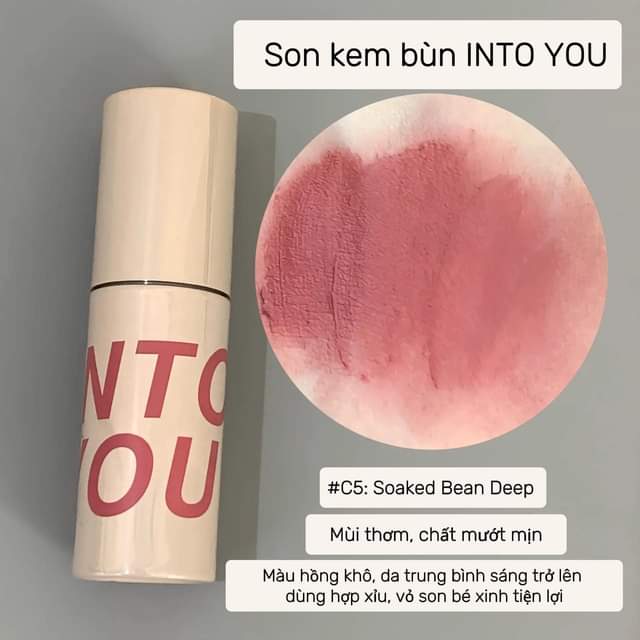 Son kem bùn INTO YOU
INTO
YOU
#C5: Soaked Bean Deep
Mùi thơm, chất mướt mịn
Màu hồng khô, da trung bình sáng trở lên
dùng hợp xỉu, vỏ son bé xinh tiện lợi